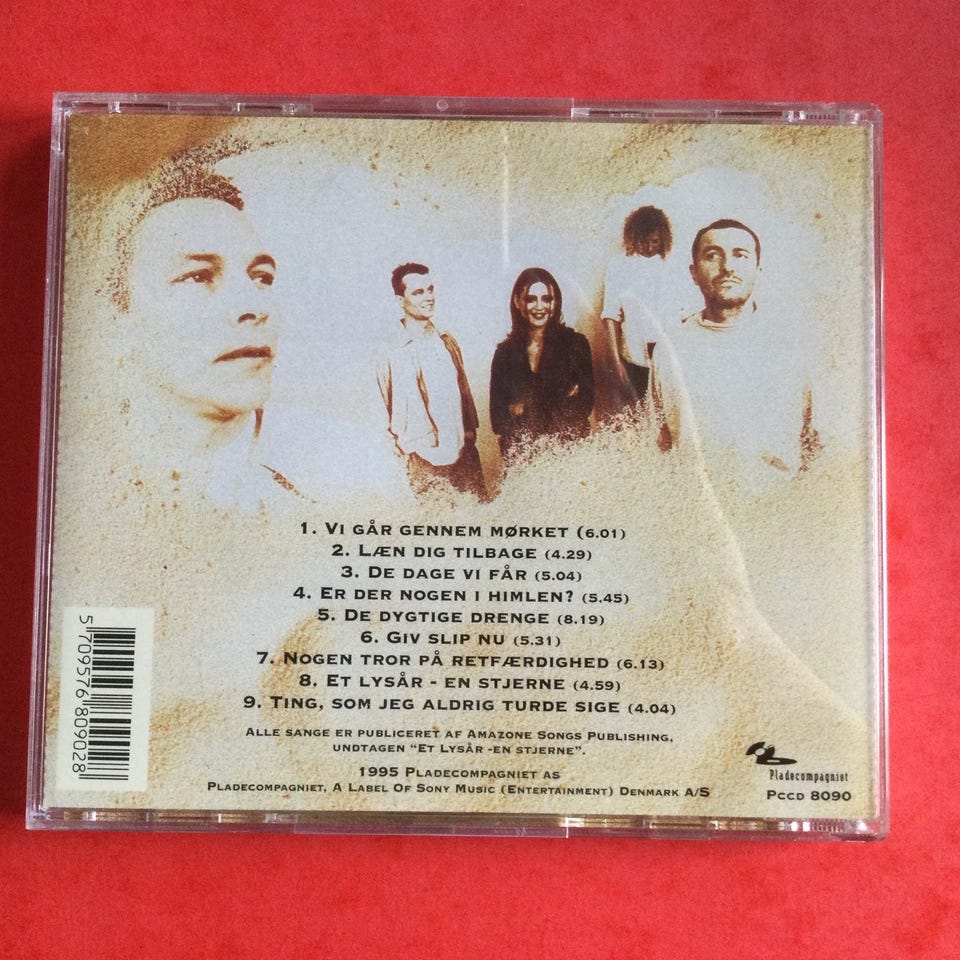 1. Vi går gennem mørket (6.01)
2. Læn dig tilbage (4.29)
3. De dage vi får (5.04)
4. Er der nogen i himlen? (5.45)
5. De dygtige drenge (8.19)
6. Giv slip nu (5.31)
7. Nogen tror på retfærdighed (6.13)
8. Et lysår - en stjerne (4.59)
9. Ting, som jeg aldrig turde sige (4.04)
Alle sange er publiceret af Amazone Songs Publishing,
undtagen "Et Lysår -en stjerne".
1995 Pladecompagniet as
Pladecompagniet, A Label Of Sony Music (Entertainment) Denmark A/S
Pladecompagniet
Pccd 8090
5 709576 809028